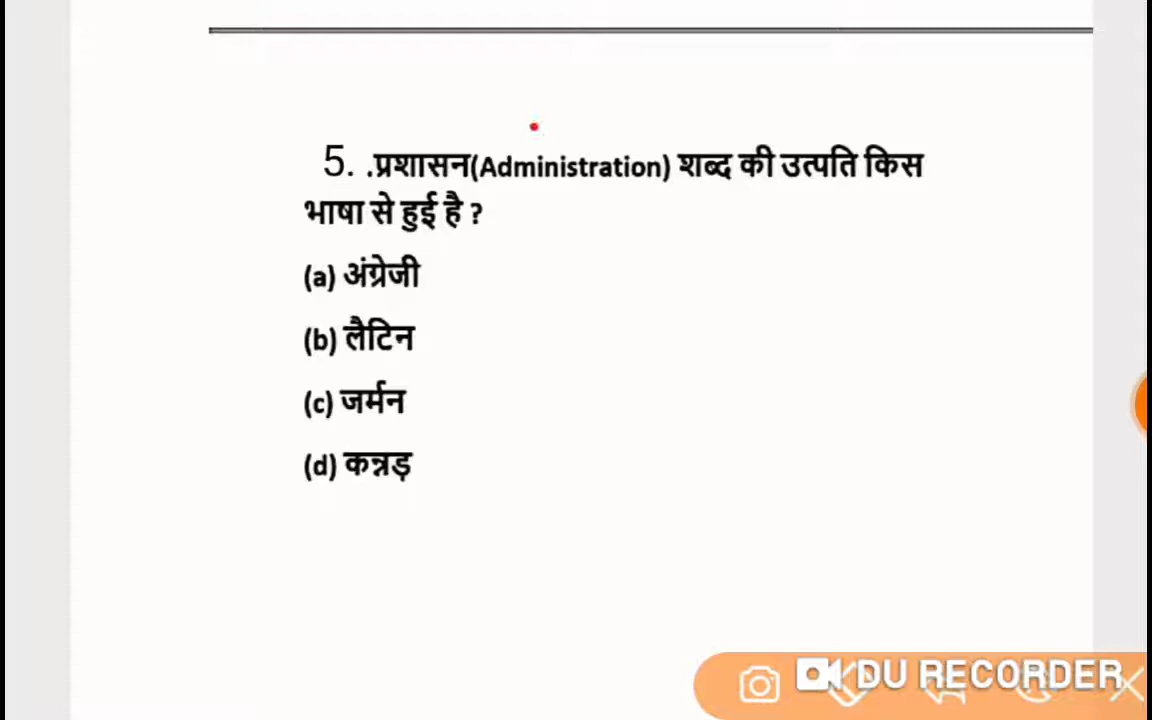 5. .प्रशासन(Administration) शब्द की उत्पति किस
भाषा से हुई है ?
(a) अंग्रेजी
(b) लैटिन
(c) जर्मन
(d) कन्नड़
DU RECORDER